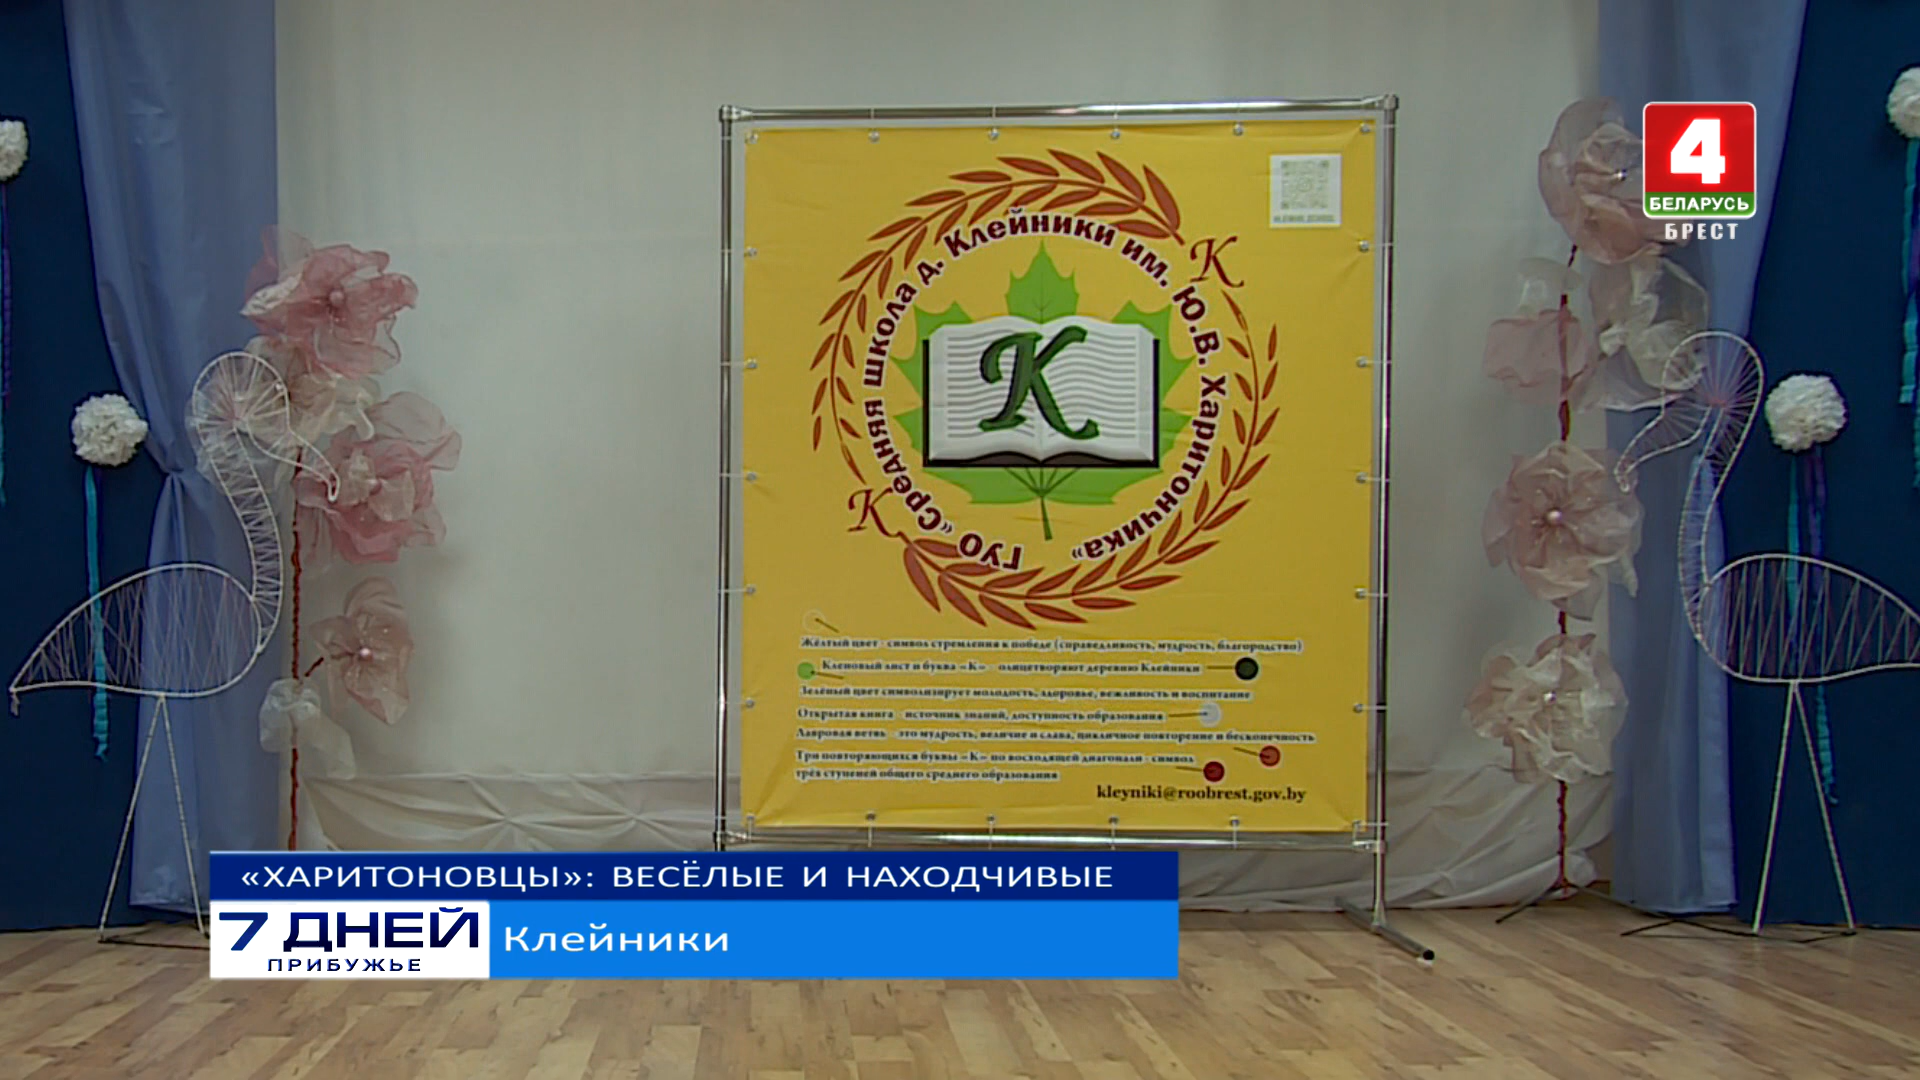 4
БЕЛАРУСЬ
БРЕСТ
ГУО «Средняя школа д. Клейники им. Ю.В. Харитончика»
К
К
К
Жёлтый цвет - символ стремления к победе (справедливость, мудрость, благородство)
Кленовый лист и буква «К» - олицетворяют деревню Клейники
Зелёный цвет символизирует молодость, здоровье, вежливость и воспитание
Открытая книга - источник знаний, доступность образования
Лавровая ветвь - это мудрость, величие и слава, цикличное повторение и бесконечность
Три повторяющихся буквы «К» по восходящей диагонали - символ
трёх ступеней общего среднего образования
kleyniki@roobrest.gov.by
«ХАРИТОНОВЦЫ»: ВЕСЁЛЫЕ И НАХОДЧИВЫЕ
7 ДНЕЙ
ПРИБУЖЬЕ
Клейники